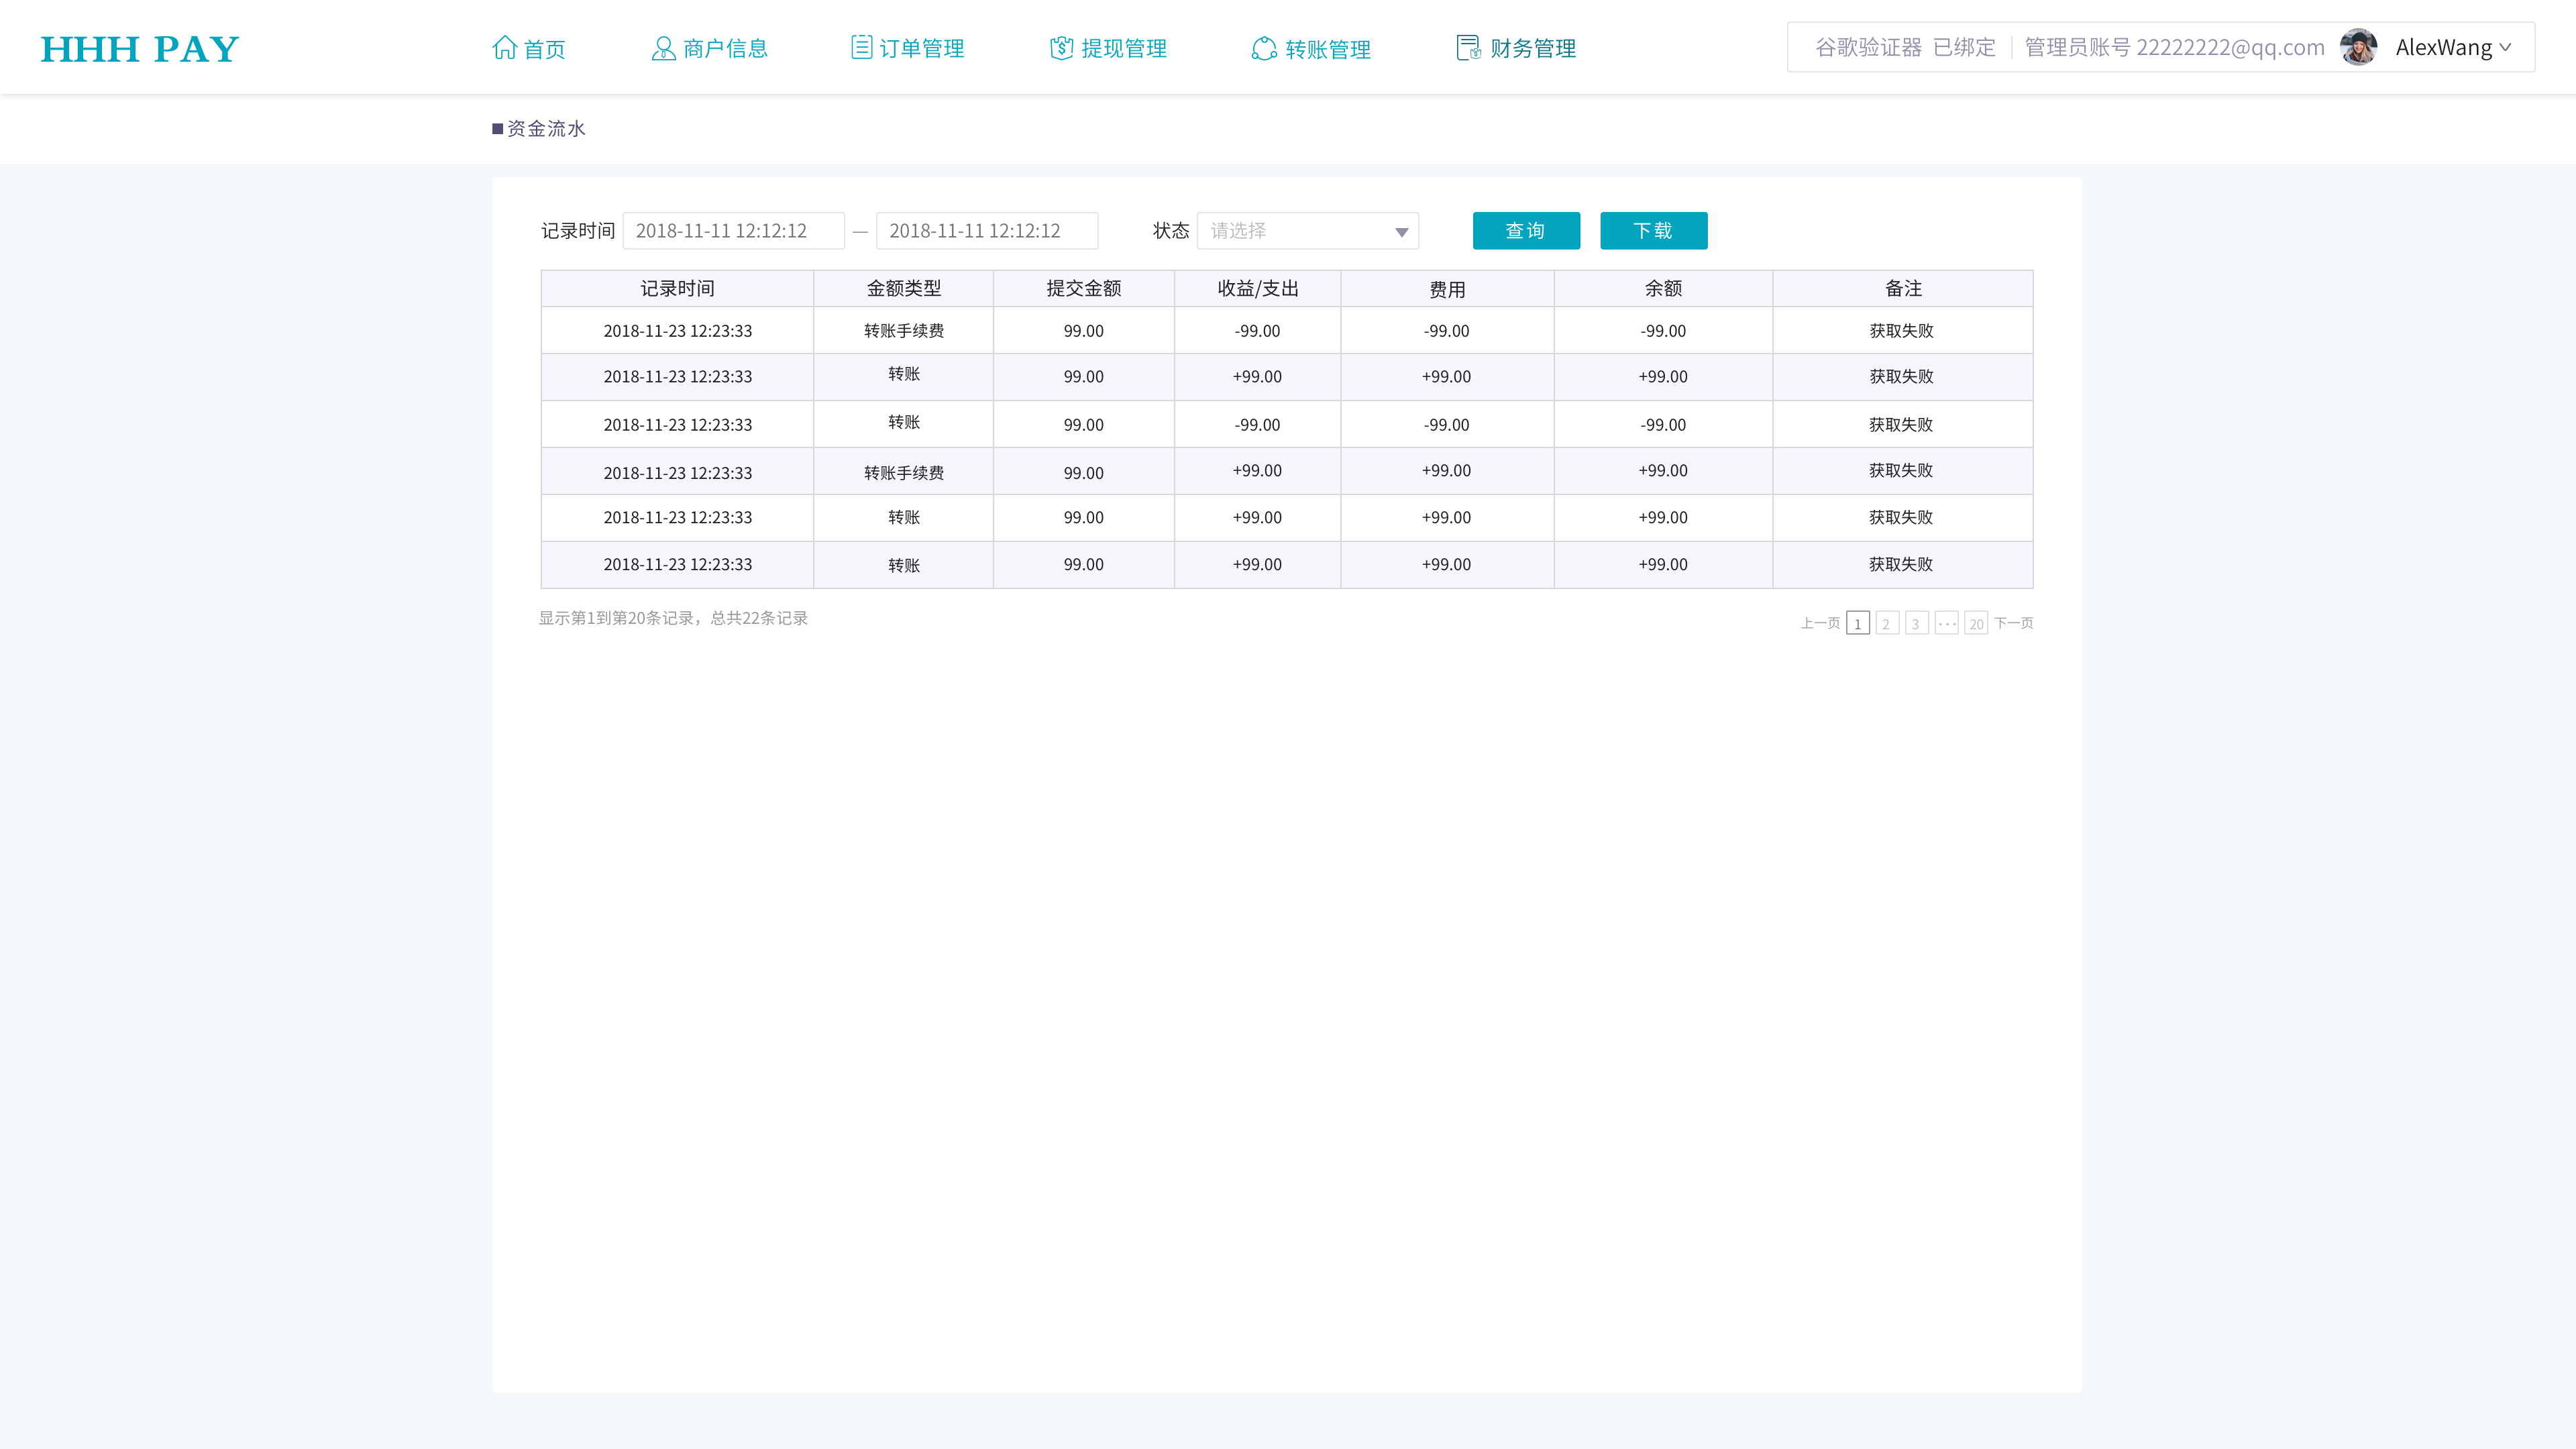 HHH PAY 首页 商户信息 订单管理 提现管理 转账管理 财务管理 谷歌验证器 已绑定 管理员账号 22222222@qq.com AlexWang
资金流水
记录时间 2018-11-11 12:12:12 — 2018-11-11 12:12:12 状态 请选择 查询 下载
记录时间 金额类型 提交金额 收益/支出 费用 余额 备注
2018-11-23 12:23:33 转账手续费 99.00 -99.00 -99.00 -99.00 获取失败
2018-11-23 12:23:33 转账 99.00 +99.00 +99.00 +99.00 获取失败
2018-11-23 12:23:33 转账 99.00 -99.00 -99.00 -99.00 获取失败
2018-11-23 12:23:33 转账手续费 99.00 +99.00 +99.00 +99.00 获取失败
2018-11-23 12:23:33 转账 99.00 +99.00 +99.00 +99.00 获取失败
2018-11-23 12:23:33 转账 99.00 +99.00 +99.00 +99.00 获取失败
显示第1到第20条记录，总共22条记录 上一页 1 2 3 ... 20 下一页